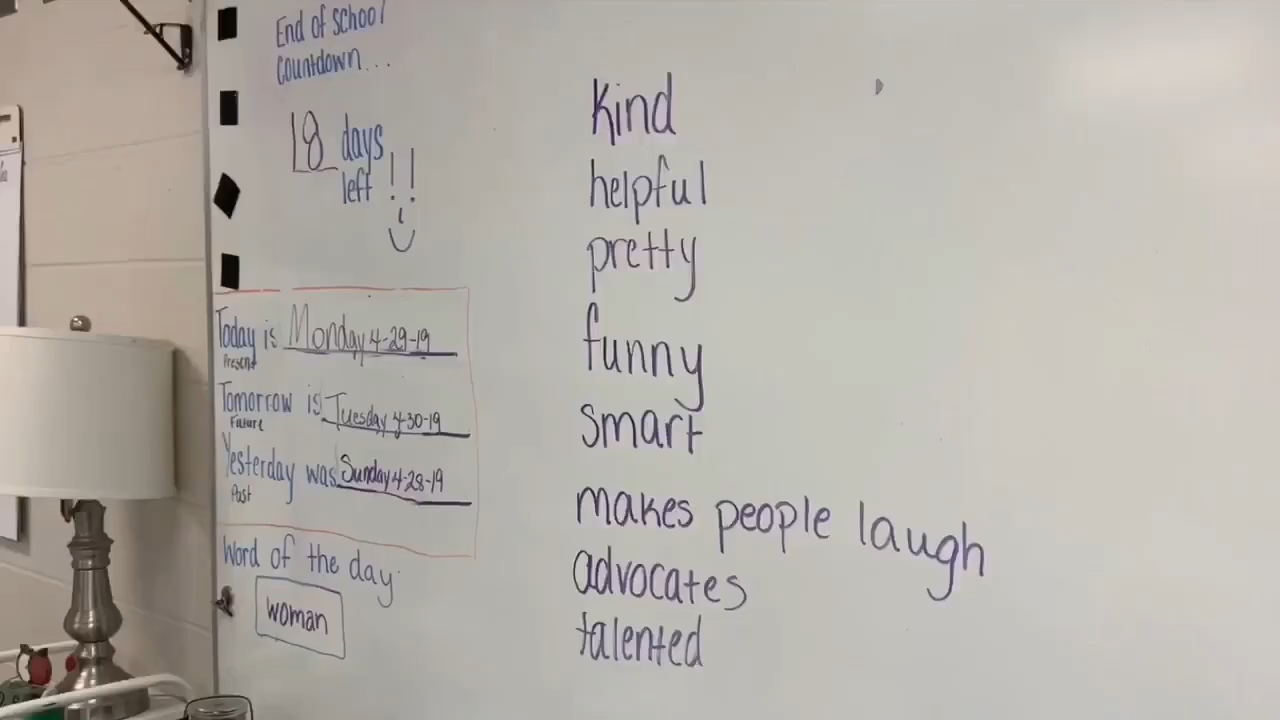 End of school
countdown...
18 days
left !!
Today is Monday 4-29-19
Present
Tomorrow is Tuesday 4-30-19
Future
Yesterday was Sunday 4-28-19
Past
Word of the day:
woman
kind
helpful
pretty
funny
smart
makes people laugh
advocates
talented